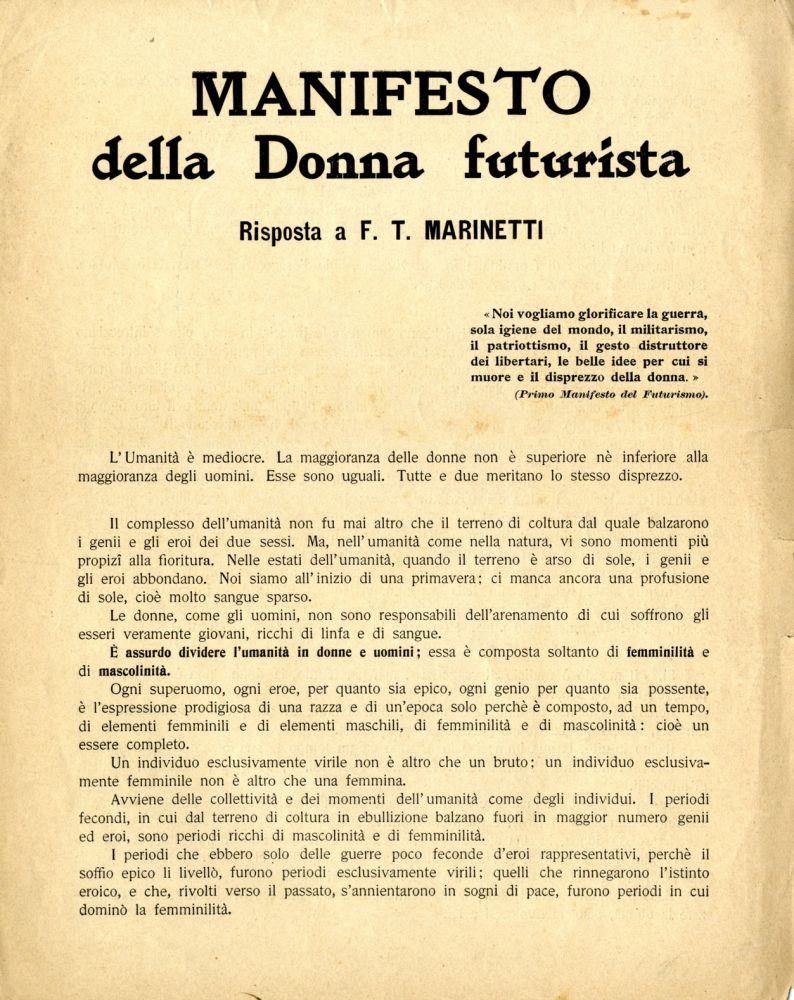 MANIFESTO
della Donna futurista
Risposta a F. T. MARINETTI
« Noi vogliamo glorificare la guerra,
sola igiene del mondo, il militarismo,
il patriottismo, il gesto distruttore
dei libertari, le belle idee per cui si
muore e il disprezzo della donna. »
(Primo Manifesto del Futurismo).
L'Umanità è mediocre. La maggioranza delle donne non è superiore nè inferiore alla
maggioranza degli uomini. Esse sono uguali. Tutte e due meritano lo stesso disprezzo.
Il complesso dell'umanità non fu mai altro che il terreno di coltura dal quale balzarono
i genii e gli eroi dei due sessi. Ma, nell'umanità come nella natura, vi sono momenti più
propizî alla fioritura. Nelle estati dell'umanità, quando il terreno è arso di sole, i genii e
gli eroi abbondano. Noi siamo all'inizio di una primavera; ci manca ancora una profusione
di sole, cioè molto sangue sparso.
Le donne, come gli uomini, non sono responsabili dell'arenamento di cui soffrono gli
esseri veramente giovani, ricchi di linfa e di sangue.
È assurdo dividere l'umanità in donne e uomini; essa è composta soltanto di femminilità e
di mascolinità.
Ogni superuomo, ogni eroe, per quanto sia epico, ogni genio per quanto sia possente,
è l'espressione prodigiosa di una razza e di un'epoca solo perchè è composto, ad un tempo,
di elementi femminili e di elementi maschili, di femminilità e di mascolinità: cioè un
essere completo.
Un individuo esclusivamente virile non è altro che un bruto; un individuo esclusiva-
mente femminile non è altro che una femmina.
Avviene delle collettività e dei momenti dell'umanità come degli individui. I periodi
fecondi, in cui dal terreno di coltura in ebullizione balzano fuori in maggior numero genii
ed eroi, sono periodi ricchi di mascolinità e di femminilità.
I periodi che ebbero solo delle guerre poco feconde d'eroi rappresentativi, perchè il
soffio epico li livellò, furono periodi esclusivamente virili; quelli che rinnegarono l'istinto
eroico, e che, rivolti verso il passato, s'annientarono in sogni di pace, furono periodi in cui
dominò la femminilità.